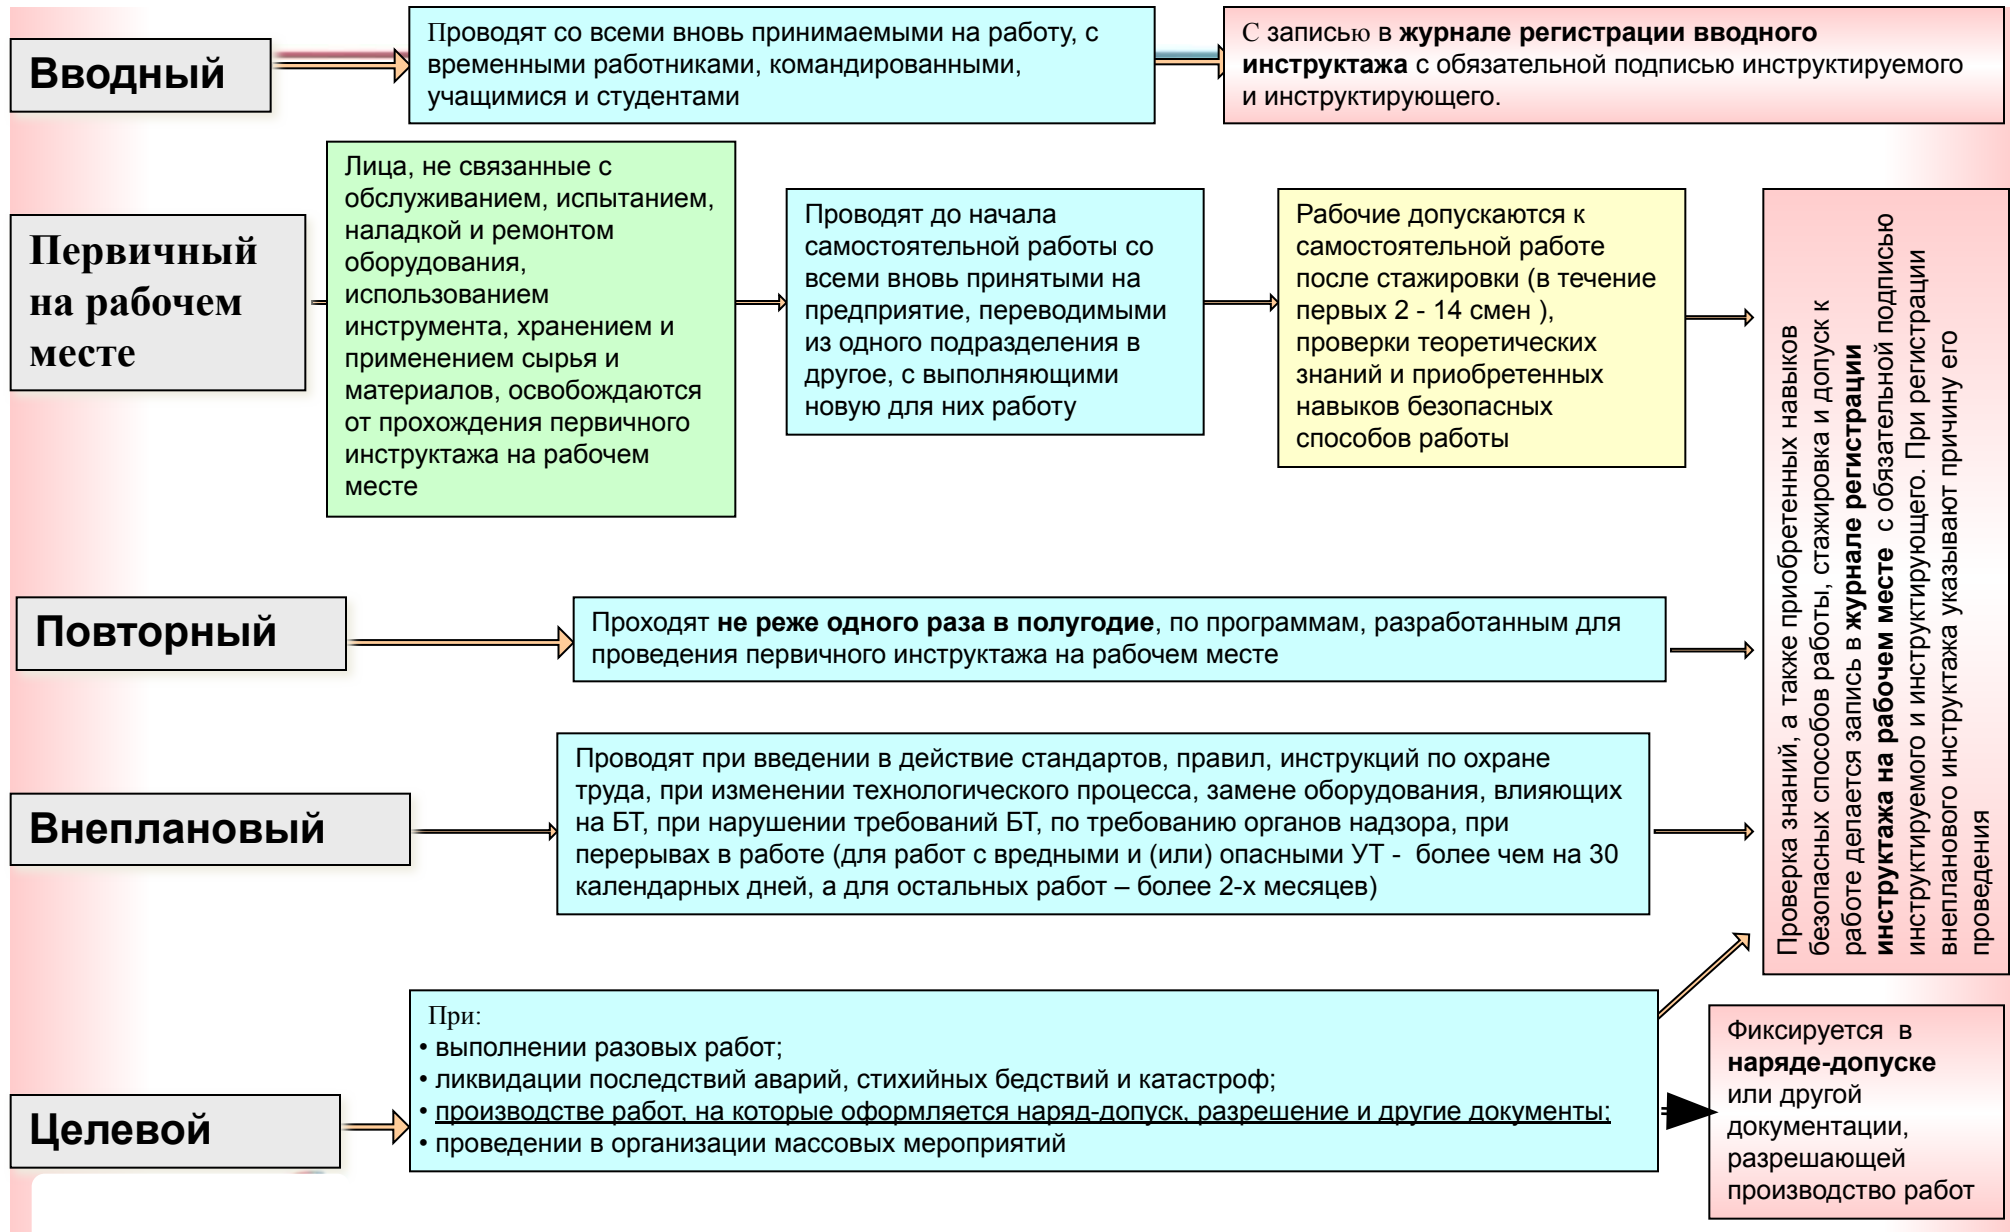 Вводный
Проводят со всеми вновь принимаемыми на работу, с
временными работниками, командированными,
учащимися и студентами
С записью в журнале регистрации вводного
инструктажа с обязательной подписью инструктируемого
и инструктирующего.
Первичный
на рабочем
месте
Лица, не связанные с
обслуживанием, испытанием,
наладкой и ремонтом
оборудования,
использованием
инструмента, хранением и
применением сырья и
материалов, освобождаются
от прохождения первичного
инструктажа на рабочем
месте
Проводят до начала
самостоятельной работы со
всеми вновь принятыми на
предприятие, переводимыми
из одного подразделения в
другое, с выполняющими
новую для них работу
Рабочие допускаются к
самостоятельной работе
после стажировки (в течение
первых 2 - 14 смен ),
проверки теоретических
знаний и приобретенных
навыков безопасных
способов работы
Проверка знаний, а также приобретенных навыков
безопасных способов работы, стажировка и допуск к
работе делается запись в журнале регистрации
инструктажа на рабочем месте с обязательной подписью
инструктируемого и инструктирующего. При регистрации
внепланового инструктажа указывают причину его
проведения
Повторный
Проходят не реже одного раза в полугодие, по программам, разработанным для
проведения первичного инструктажа на рабочем месте
Внеплановый
Проводят при введении в действие стандартов, правил, инструкций по охране
труда, при изменении технологического процесса, замене оборудования, влияющих
на БТ, при нарушении требований БТ, по требованию органов надзора, при
перерывах в работе (для работ с вредными и (или) опасными УТ - более чем на 30
календарных дней, а для остальных работ – более 2-х месяцев)
Целевой
При:
• выполнении разовых работ;
• ликвидации последствий аварий, стихийных бедствий и катастроф;
• производстве работ, на которые оформляется наряд-допуск, разрешение и другие документы;
• проведении в организации массовых мероприятий
Фиксируется в
наряде-допуске
или другой
документации,
разрешающей
производство работ